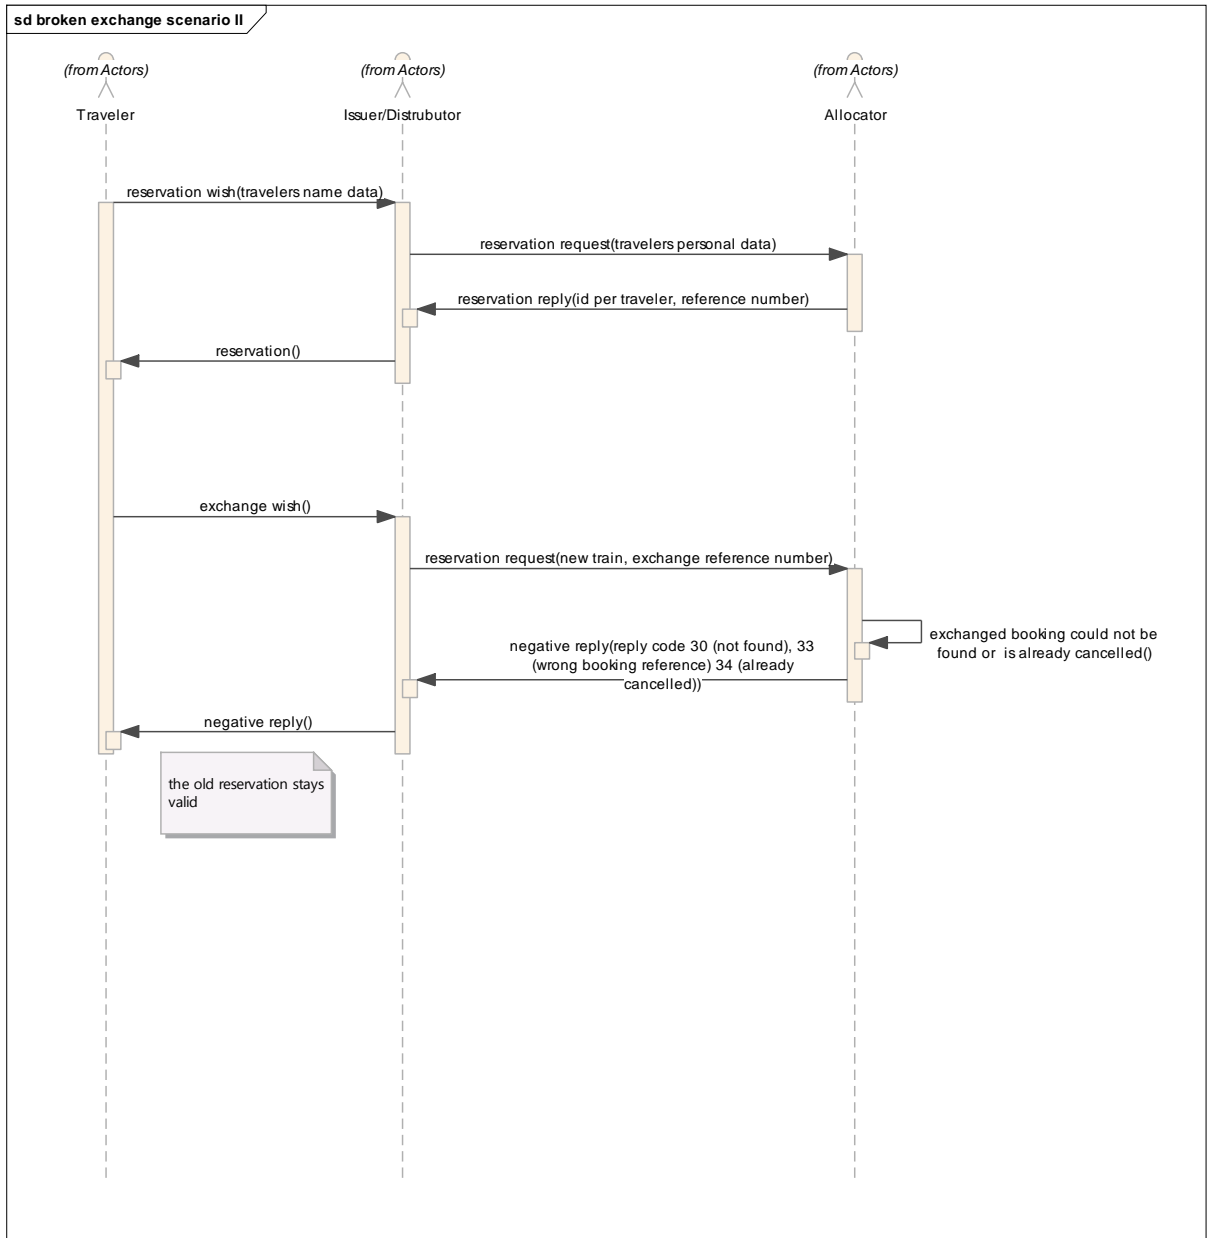 sd broken exchange scenario II
(from Actors)
(from Actors)
(from Actors)
Traveler
Issuer/Distrubutor
Allocator
reservation wish(travelers name data)
reservation request(travelers personal data)
reservation reply(id per traveler, reference number)
reservation()
exchange wish()
reservation request(new train, exchange reference number)
exchanged booking could not be
found or is already cancelled()
negative reply(reply code 30 (not found), 33
(wrong booking reference) 34 (already
cancelled))
negative reply()
the old reservation stays
valid